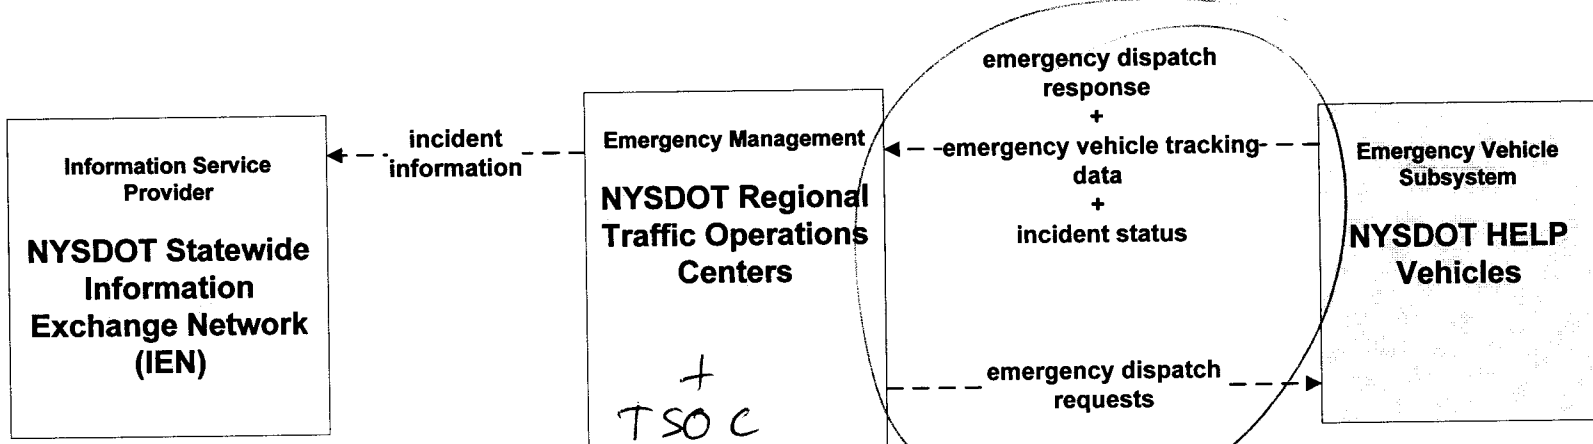 Information Service
Provider
NYSDOT Statewide
Information
Exchange Network
(IEN)
incident
information
Emergency Management
NYSDOT Regional
Traffic Operations
Centers
+
TSOC
emergency dispatch
response
+
emergency vehicle tracking
data
+
incident status
emergency dispatch
requests
Emergency Vehicle
Subsystem
NYSDOT HELP
Vehicles